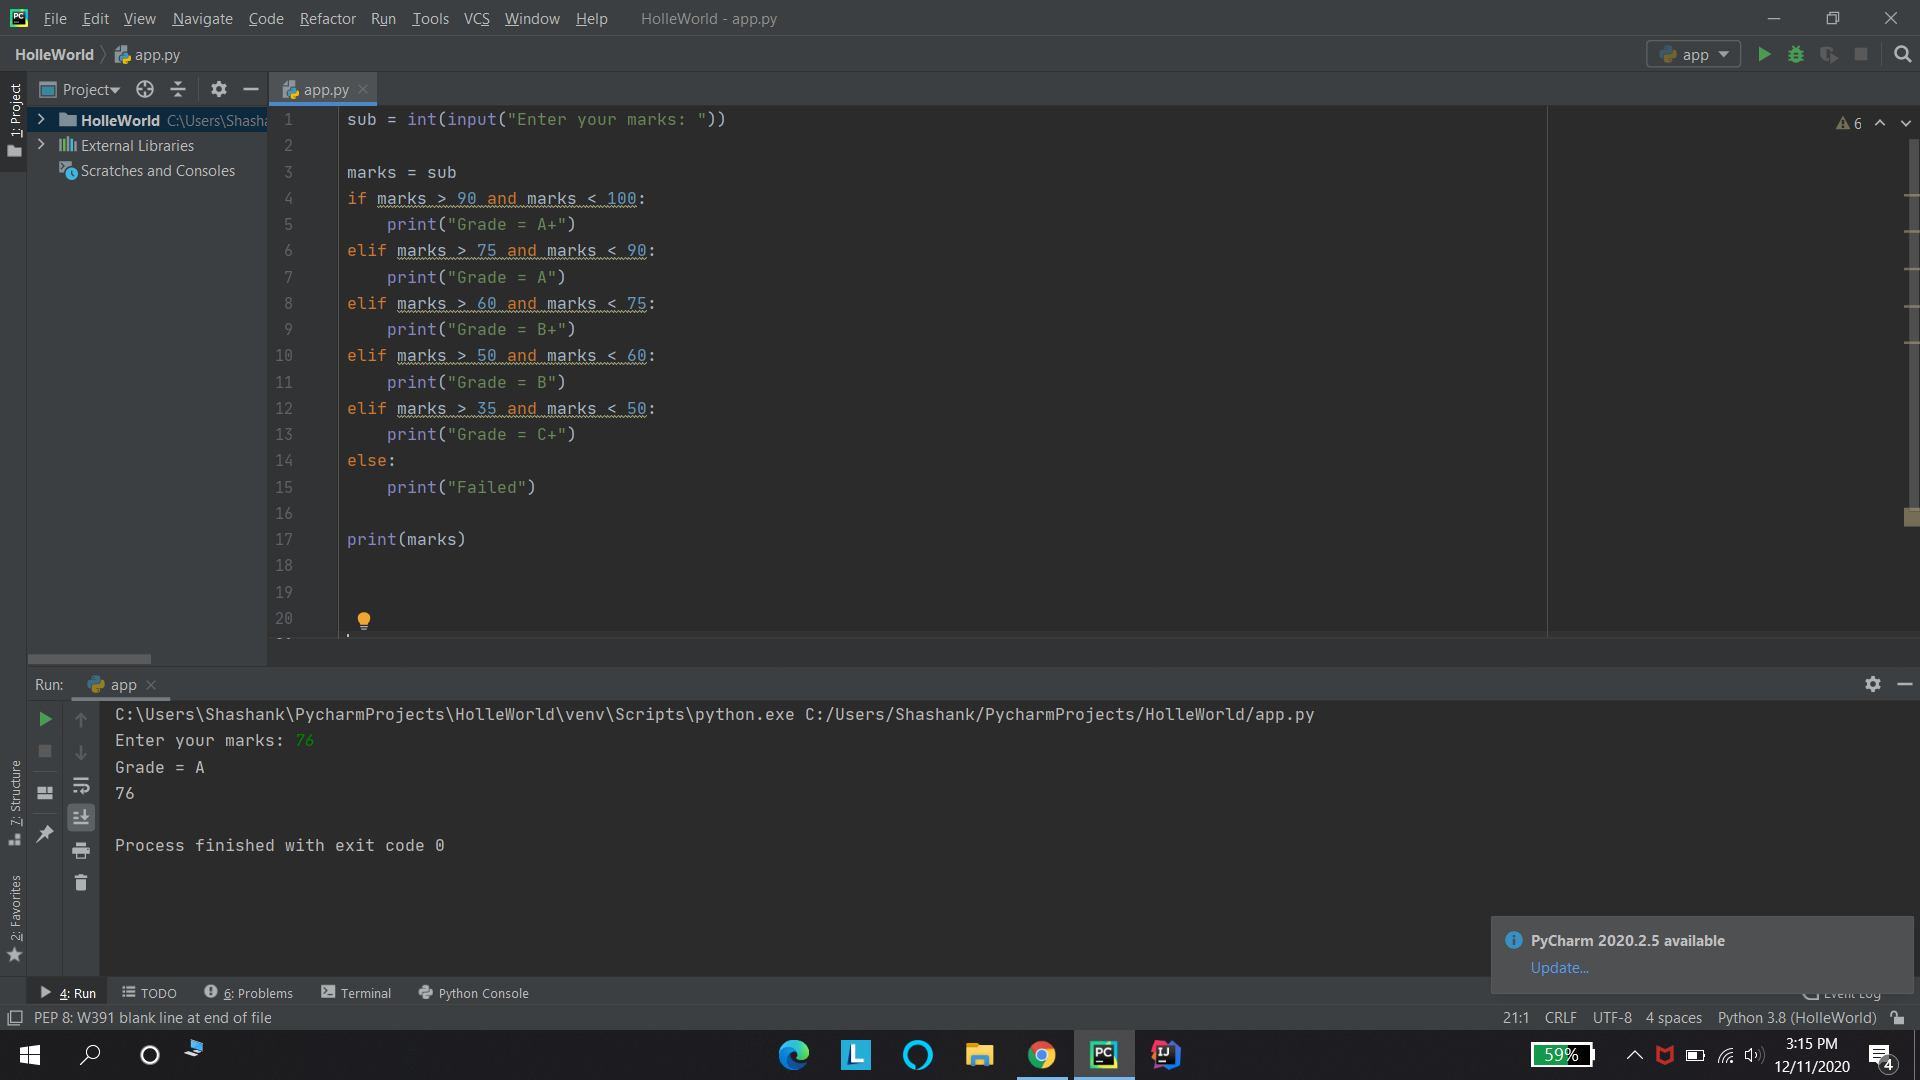 File Edit View Navigate Code Refactor Run Tools VCS Window Help HolleWorld - app.py
HolleWorld app.py app
Project app.py
1: Project
HolleWorld C:\Users\Shasha
External Libraries
Scratches and Consoles
6
1 sub = int(input("Enter your marks: "))
2
3 marks = sub
4 if marks > 90 and marks < 100:
5 print("Grade = A+")
6 elif marks > 75 and marks < 90:
7 print("Grade = A")
8 elif marks > 60 and marks < 75:
9 print("Grade = B+")
10 elif marks > 50 and marks < 60:
11 print("Grade = B")
12 elif marks > 35 and marks < 50:
13 print("Grade = C+")
14 else:
15 print("Failed")
16
17 print(marks)
18
19
20
Run: app
C:\Users\Shashank\PycharmProjects\HolleWorld\venv\Scripts\python.exe C:/Users/Shashank/PycharmProjects/HolleWorld/app.py
Enter your marks: 76
Grade = A
76
Process finished with exit code 0
7: Structure
2: Favorites
PyCharm 2020.2.5 available
Update...
4: Run TODO 6: Problems Terminal Python Console Event Log
PEP 8: W391 blank line at end of file 21:1 CRLF UTF-8 4 spaces Python 3.8 (HolleWorld)
59% 3:15 PM
12/11/2020 4